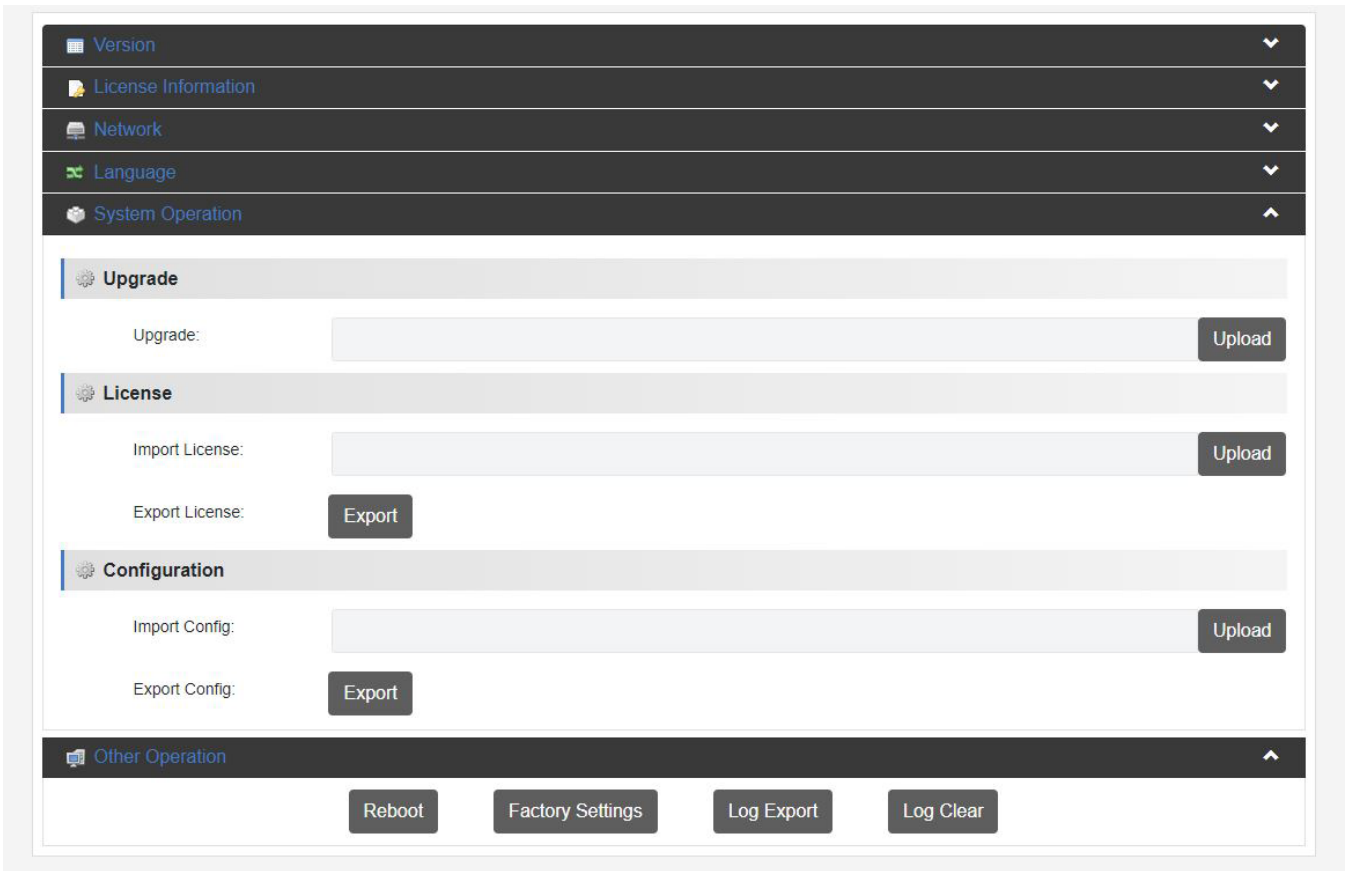 Version
License Information
Network
Language
System Operation
Upgrade
Upgrade: Upload
License
Import License: Upload
Export License: Export
Configuration
Import Config: Upload
Export Config: Export
Other Operation
Reboot Factory Settings Log Export Log Clear